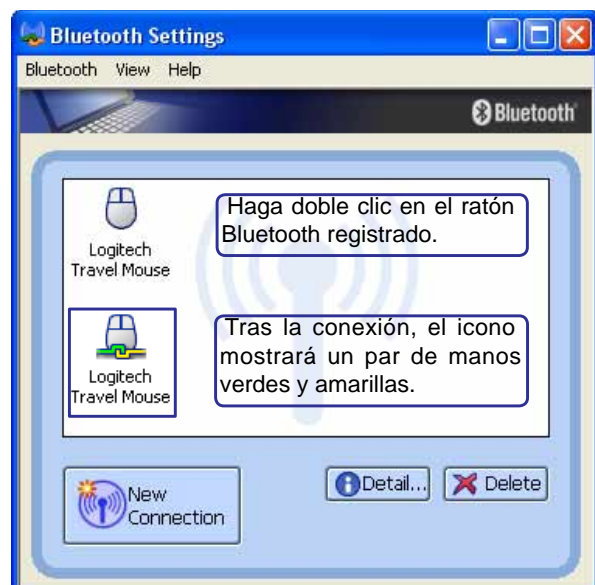 Bluetooth Settings
Bluetooth View Help
Bluetooth
Logitech
Travel Mouse
Haga doble clic en el ratón
Bluetooth registrado.
Logitech
Travel Mouse
Tras la conexión, el icono
mostrará un par de manos
verdes y amarillas.
New
Connection
Detail...
Delete